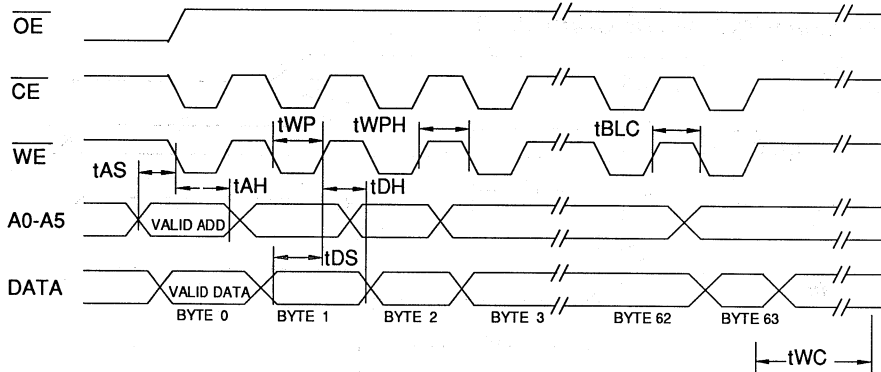 OE
CE
tWP tWPH tBLC
WE
tAS tAH tDH
A0-A5 VALID ADD
tDS
DATA VALID DATA
BYTE 0 BYTE 1 BYTE 2 BYTE 3 BYTE 62 BYTE 63
tWC